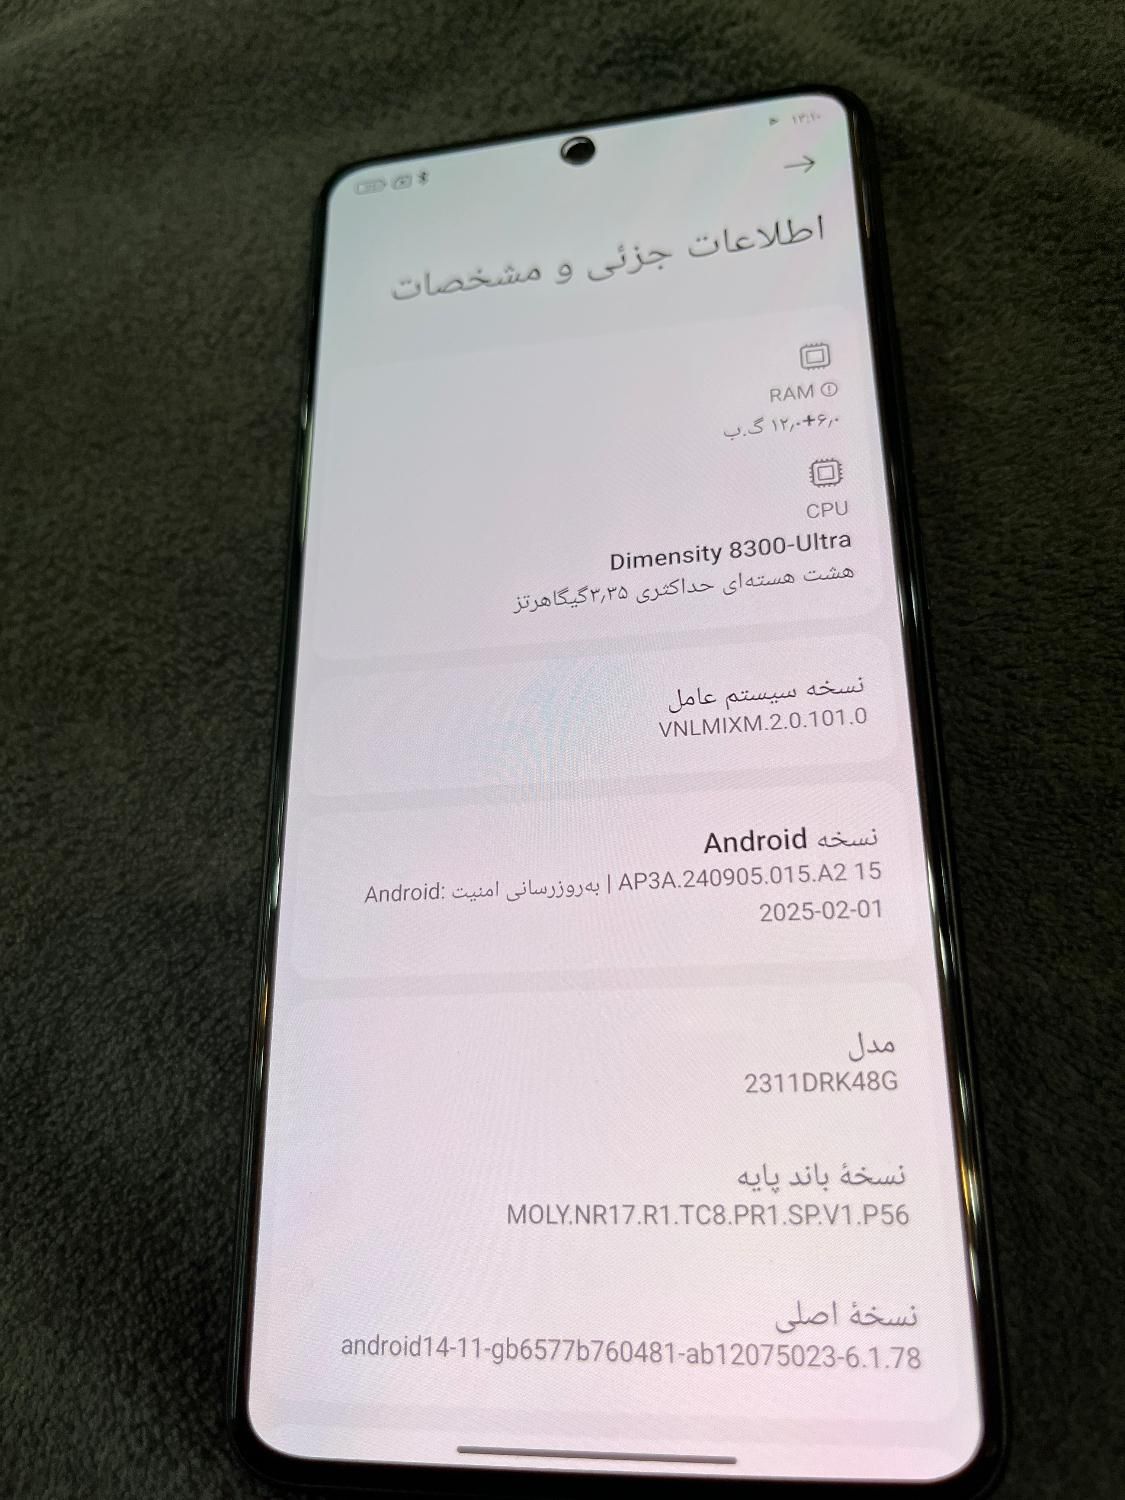 ۱۳:۲۰
اطلاعات جزئی و مشخصات
RAM
۱۲٫۰+۶٫۰ گ.ب
CPU
Dimensity 8300-Ultra
هشت هسته‌ای حداکثری ۳٫۳۵گیگاهرتز
نسخه سیستم عامل
VNLMIXM.2.0.101.0
نسخه Android
AP3A.240905.015.A2 15 | به‌روزرسانی امنیت Android:
2025-02-01
مدل
2311DRK48G
نسخهٔ باند پایه
MOLY.NR17.R1.TC8.PR1.SP.V1.P56
نسخهٔ اصلی
android14-11-gb6577b760481-ab12075023-6.1.78